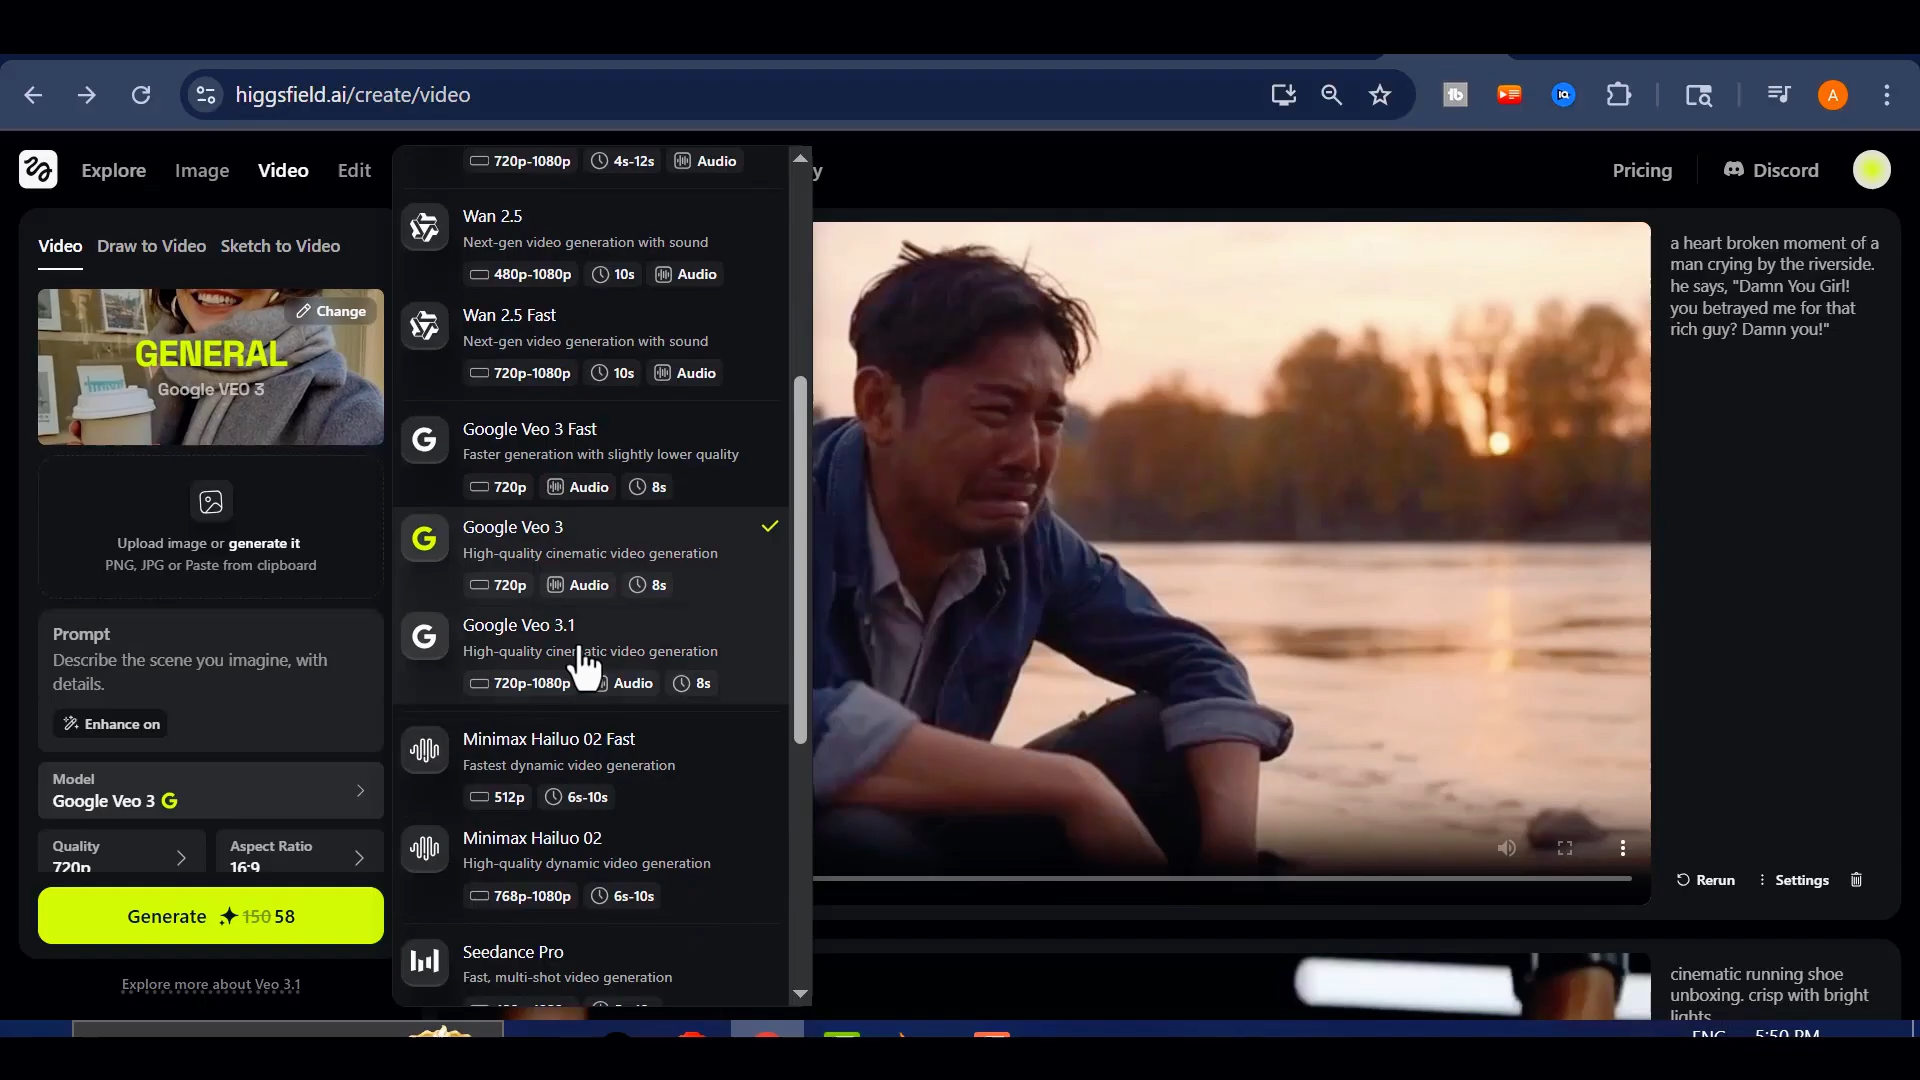 higgsfield.ai/create/video
A
Explore
Image
Video
Edit
y
Pricing
Discord
Video
Draw to Video
Sketch to Video
Change
GENERAL
Google VEO 3
Upload image or generate it
PNG, JPG or Paste from clipboard
Prompt
Describe the scene you imagine, with
details.
Enhance on
Model
Google Veo 3
Quality
720p
Aspect Ratio
16:9
Generate 150 58
Explore more about Veo 3.1
720p-1080p 4s-12s Audio
Wan 2.5
Next-gen video generation with sound
480p-1080p 10s Audio
Wan 2.5 Fast
Next-gen video generation with sound
720p-1080p 10s Audio
Google Veo 3 Fast
Faster generation with slightly lower quality
720p Audio 8s
Google Veo 3
High-quality cinematic video generation
720p Audio 8s
Google Veo 3.1
High-quality cinematic video generation
720p-1080p Audio 8s
Minimax Hailuo 02 Fast
Fastest dynamic video generation
512p 6s-10s
Minimax Hailuo 02
High-quality dynamic video generation
768p-1080p 6s-10s
Seedance Pro
Fast, multi-shot video generation
a heart broken moment of a
man crying by the riverside.
he says, "Damn You Girl!
you betrayed me for that
rich guy? Damn you!"
Rerun
Settings
cinematic running shoe
unboxing. crisp with bright
lights
ENG 5:50 PM